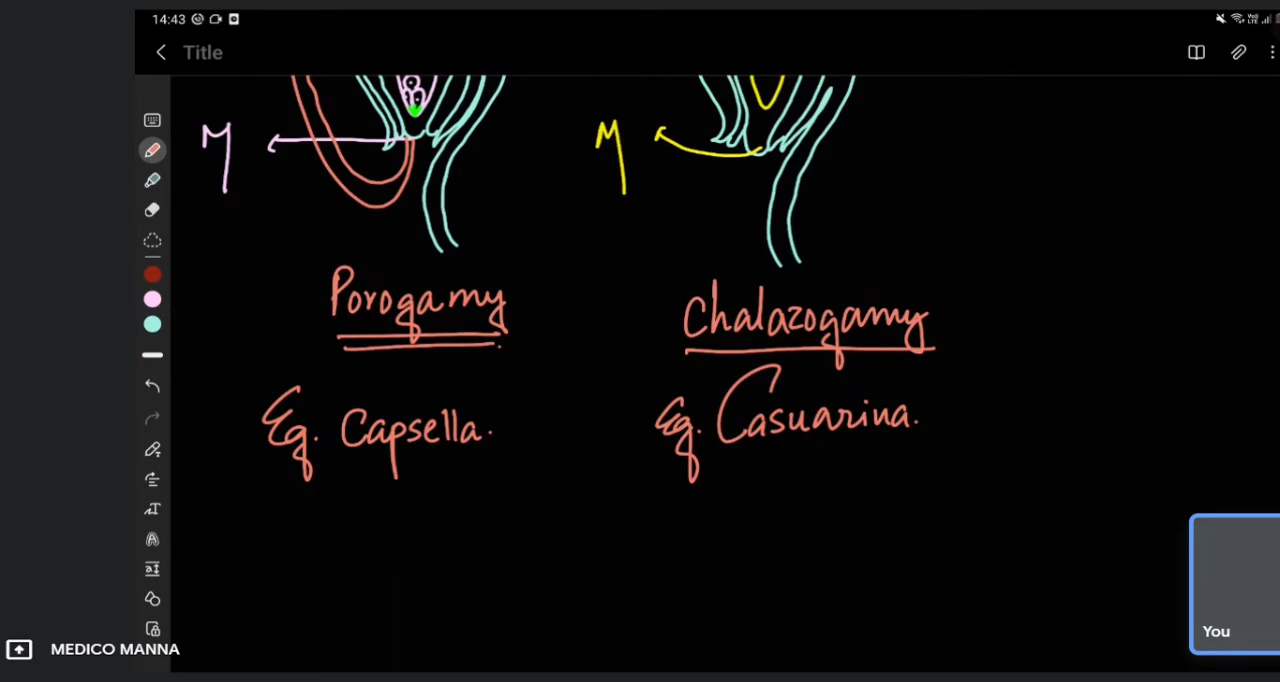 14:43
Title
M
M
Porogamy
Chalazogamy
Eg. Capsella.
Eg. Casuarina.
You
MEDICO MANNA